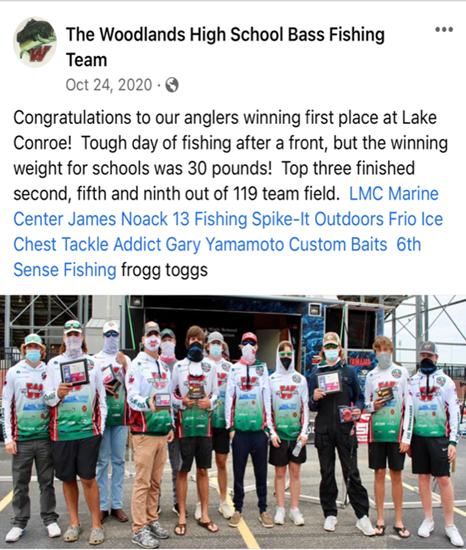 The Woodlands High School Bass Fishing
Team
Oct 24, 2020 ·
Congratulations to our anglers winning first place at Lake
Conroe!  Tough day of fishing after a front, but the winning
weight for schools was 30 pounds!  Top three finished
second, fifth and ninth out of 119 team field.  LMC Marine
Center James Noack 13 Fishing Spike-It Outdoors Frio Ice
Chest Tackle Addict Gary Yamamoto Custom Baits  6th
Sense Fishing frogg toggs
YAMAHA